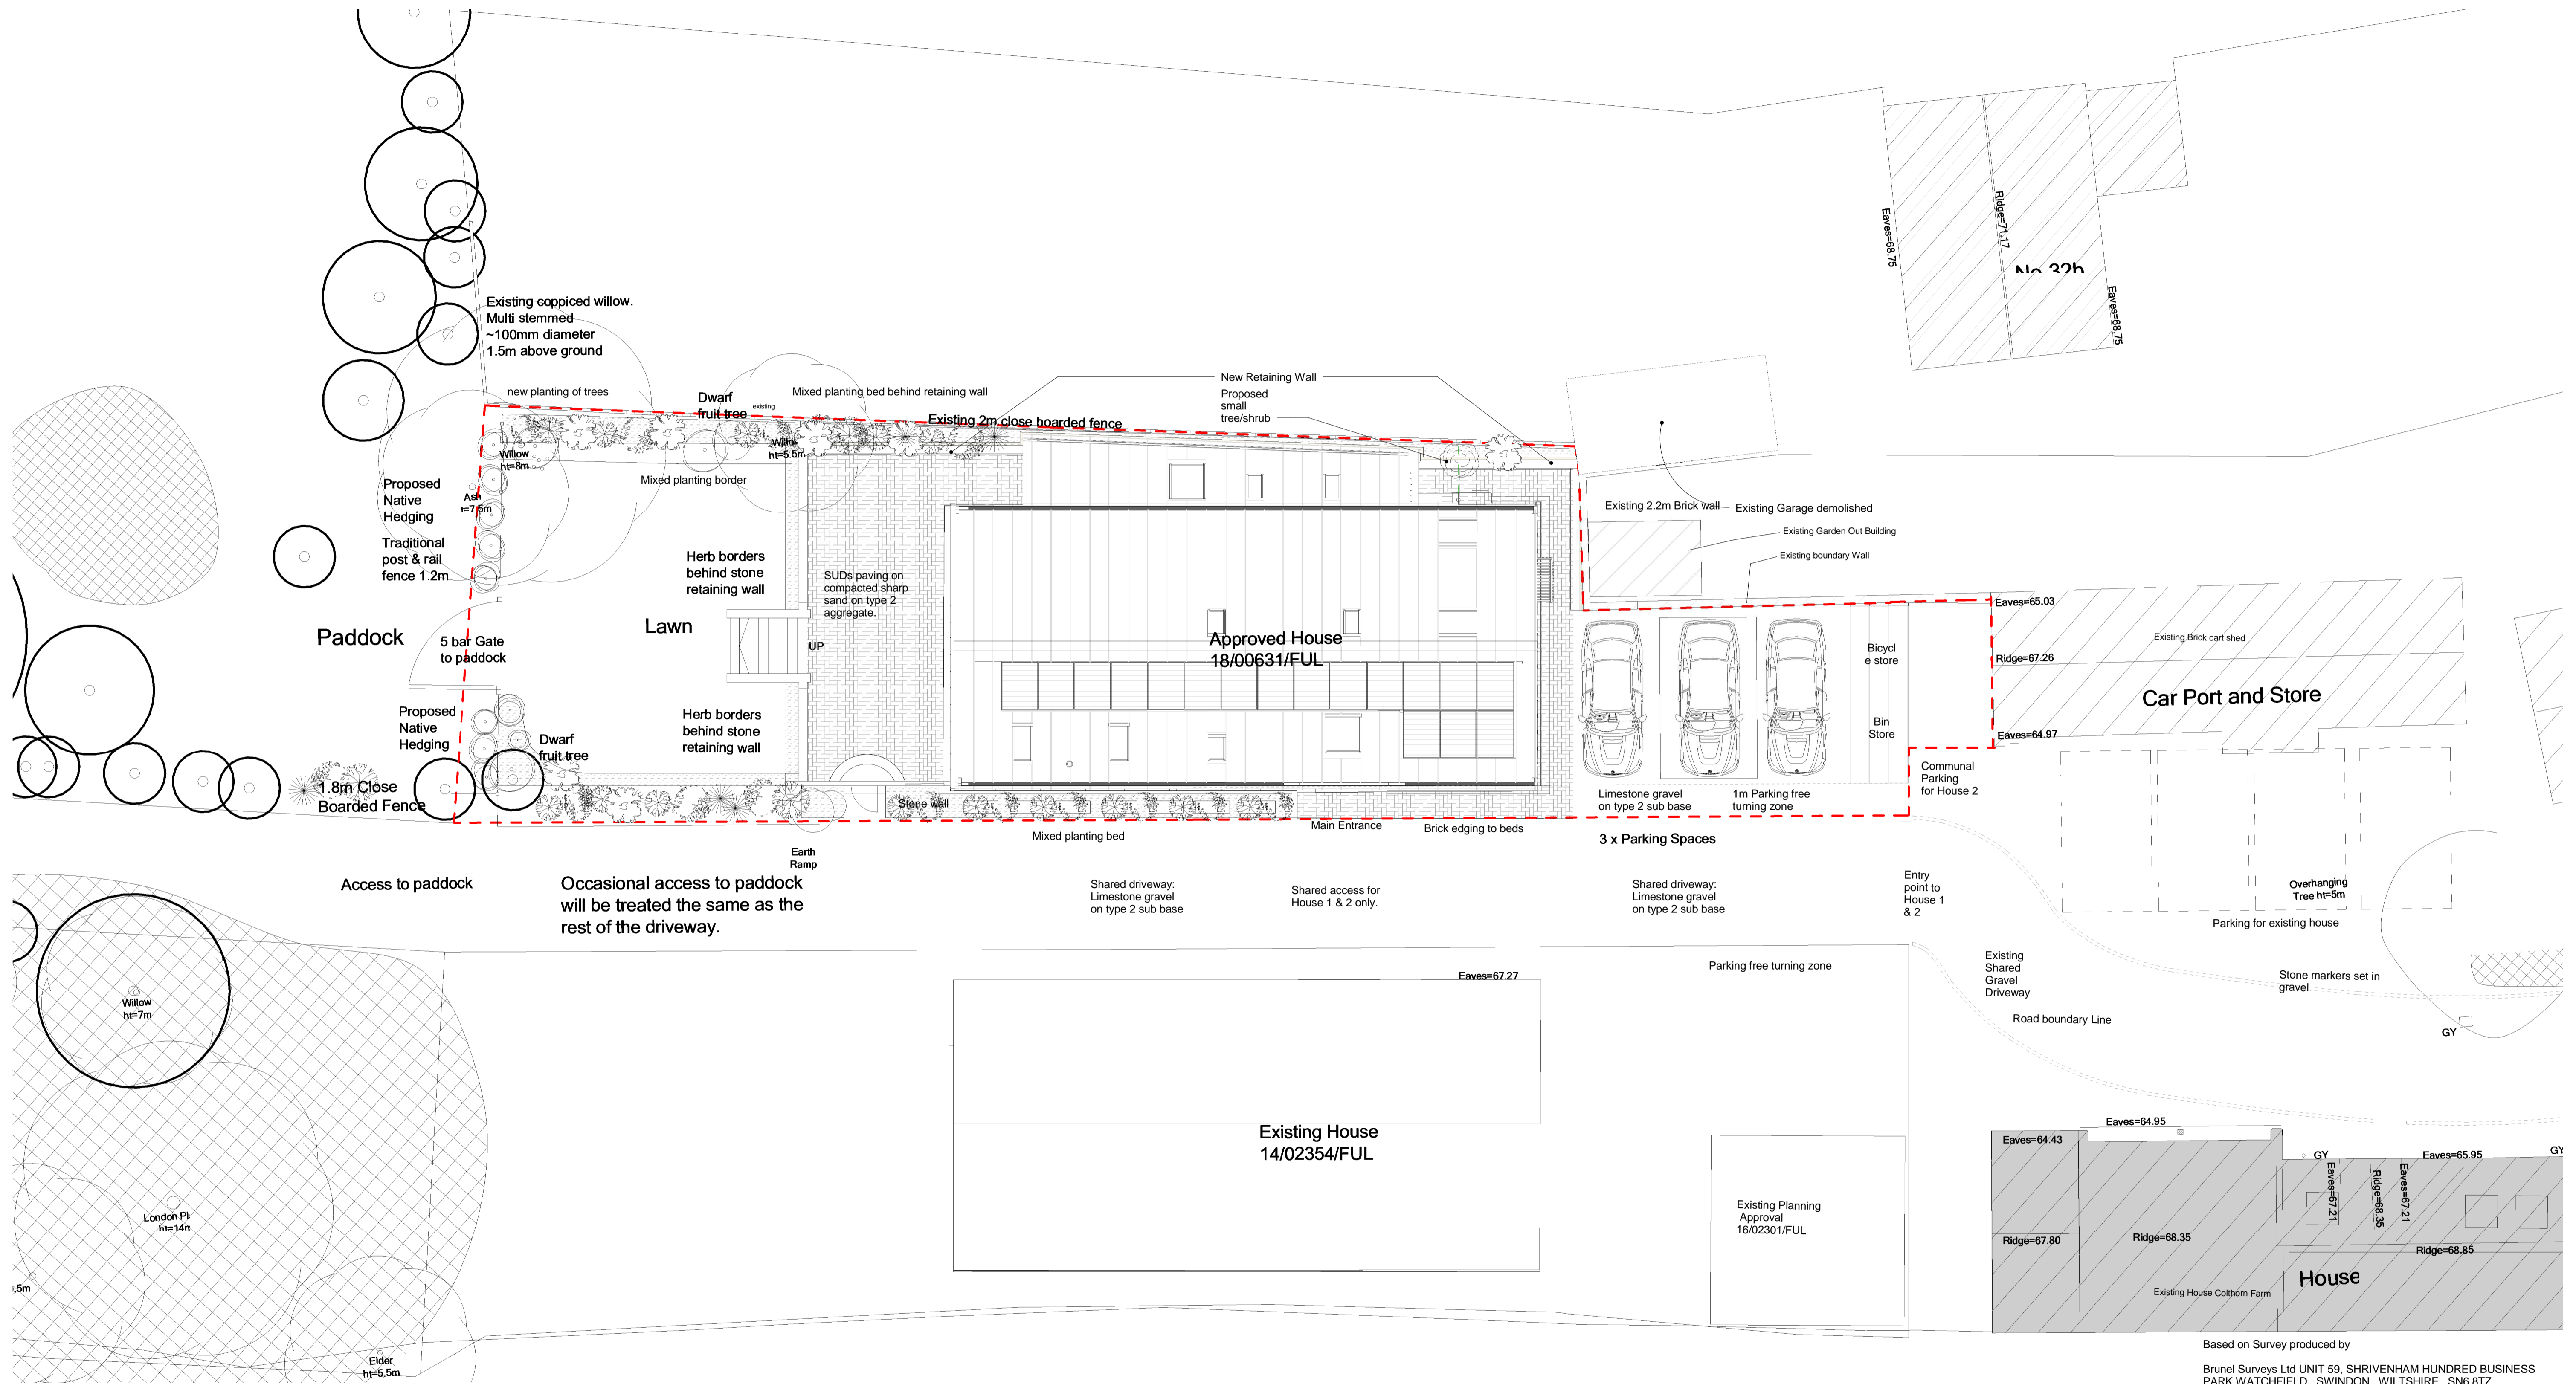 Eaves=68.75
Ridge=71.17
No 32b
Eaves=68.75
Existing coppiced willow.
Multi stemmed
~100mm diameter
1.5m above ground
new planting of trees
Dwarf
fruit tree
existing
Mixed planting bed behind retaining wall
New Retaining Wall
Proposed
small
tree/shrub
Existing 2m close boarded fence
Willow
ht=8m
ht=5.5m
Mixed planting border
Proposed
Native
Hedging
Ash
Traditional
post & rail
fence 1.2m
Existing 2.2m Brick wall
Existing Garage demolished
Existing Garden Out Building
Existing boundary Wall
Herb borders
behind stone
retaining wall
SUDs paving on
compacted sharp
sand on type 2
aggregate.
Paddock
5 bar Gate
to paddock
Lawn
UP
Approved House
18/00631/FUL
Bicycl
e store
Bin
Store
Eaves=65.03
Existing Brick cart shed
Ridge=67.26
Car Port and Store
Eaves=64.97
Proposed
Native
Hedging
Dwarf
fruit tree
Herb borders
behind stone
retaining wall
1.8m Close
Boarded Fence
Stone wall
Limestone gravel
on type 2 sub base
1m Parking free
turning zone
Communal
Parking
for House 2
Mixed planting bed
Main Entrance
Brick edging to beds
3 x Parking Spaces
Earth
Ramp
Access to paddock
Occasional access to paddock
will be treated the same as the
rest of the driveway.
Shared driveway:
Limestone gravel
on type 2 sub base
Shared access for
House 1 & 2 only.
Shared driveway:
Limestone gravel
on type 2 sub base
Entry
point to
House 1
& 2
Overhanging
Tree ht=5m
Parking for existing house
Parking free turning zone
Existing
Shared
Gravel
Driveway
Stone markers set in
gravel
Road boundary Line
GY
Eaves=67.27
Willow
ht=7m
Existing House
14/02354/FUL
London Pl
ht=14m
Existing Planning
Approval
16/02301/FUL
,5m
Elder
ht=5,5m
Eaves=64.95
Eaves=64.43
GY
Eaves=65.95
GY
Eaves=67.21
Ridge=68.35
Eaves=67.21
Ridge=67.80
Ridge=68.35
Ridge=68.85
House
Existing House Colthorn Farm
Based on Survey produced by
Brunel Surveys Ltd UNIT 59, SHRIVENHAM HUNDRED BUSINESS
PARK WATCHFIELD, SWINDON, WILTSHIRE, SN6 8TZ